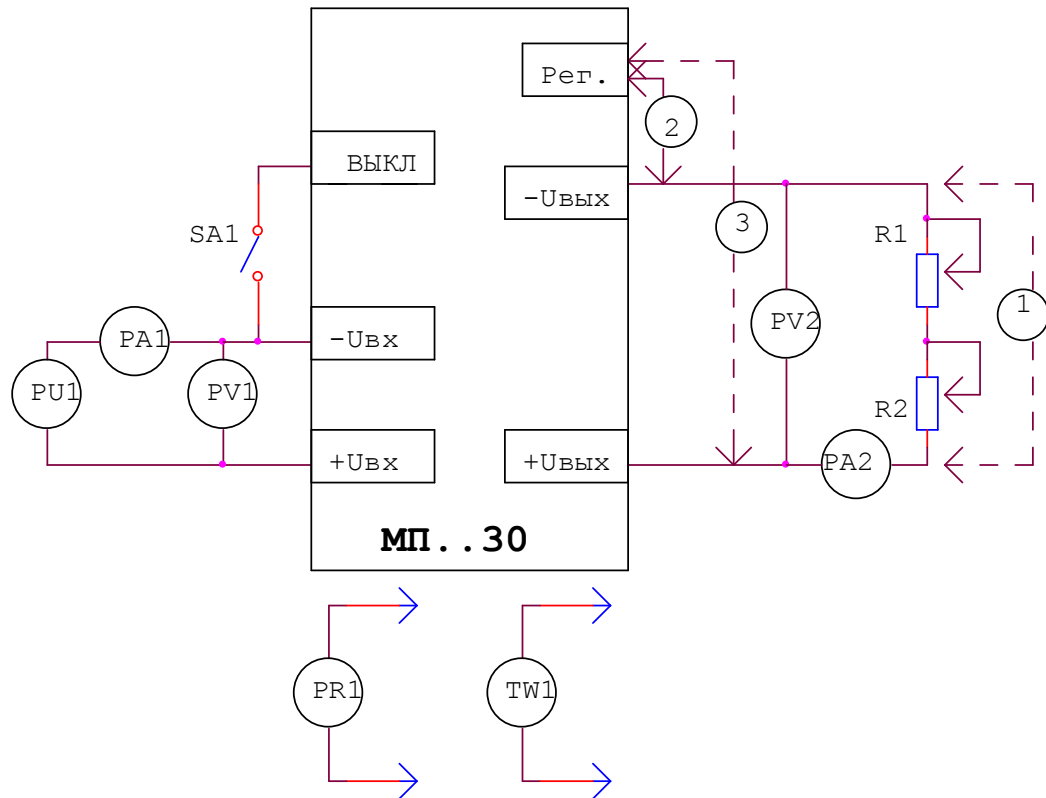 Рег.
2
ВЫКЛ
-Uвых
SA1
3
R1
PA1
-Uвх
PV2
1
PU1
PV1
R2
+Uвх
+Uвых
PA2
МП..30
PR1
TW1